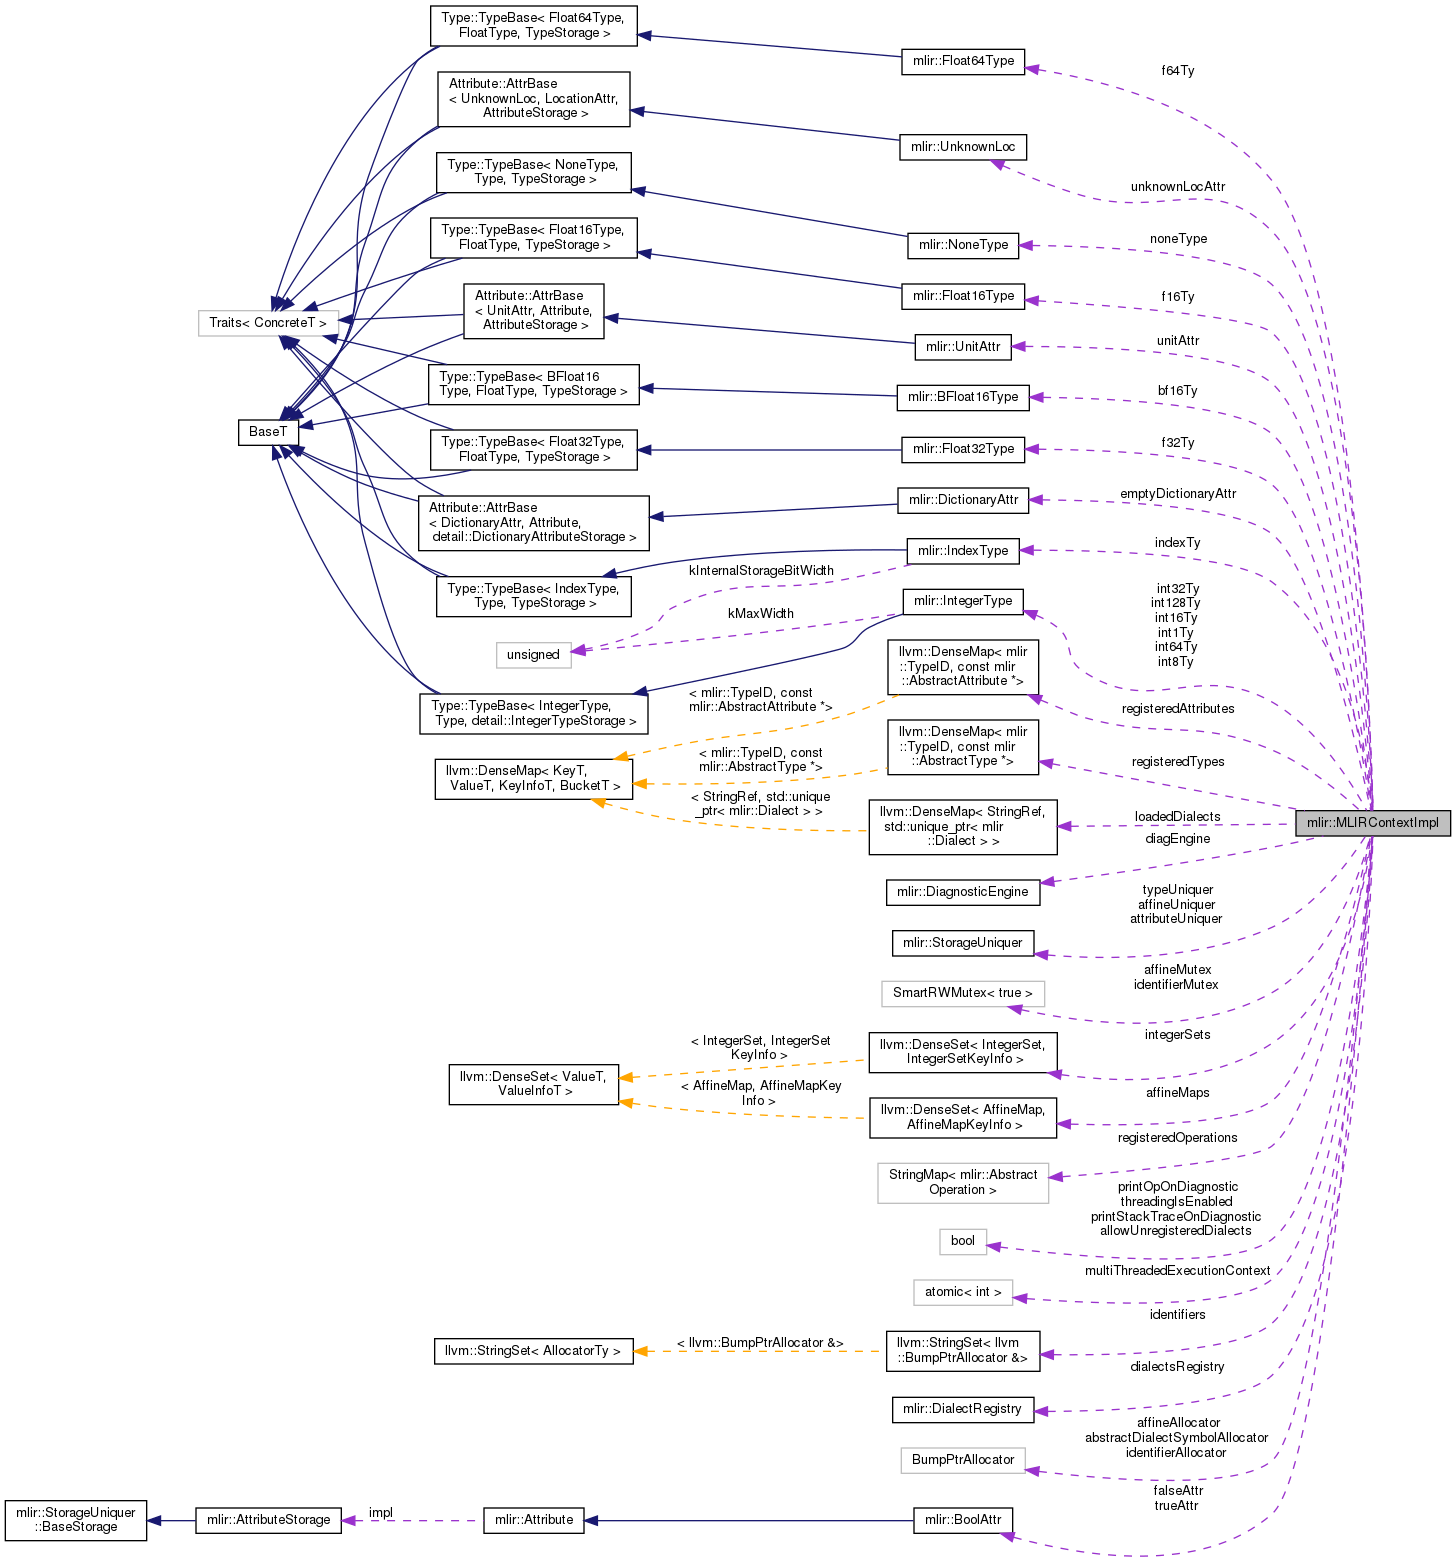 Type::TypeBase< Float64Type,
FloatType, TypeStorage >
mlir::Float64Type
f64Ty
Attribute::AttrBase
< UnknownLoc, LocationAttr,
AttributeStorage >
mlir::UnknownLoc
unknownLocAttr
Type::TypeBase< NoneType,
Type, TypeStorage >
mlir::NoneType
noneType
Type::TypeBase< Float16Type,
FloatType, TypeStorage >
mlir::Float16Type
f16Ty
Traits< ConcreteT >
Attribute::AttrBase
< UnitAttr, Attribute,
AttributeStorage >
mlir::UnitAttr
unitAttr
Type::TypeBase< BFloat16
Type, FloatType, TypeStorage >
mlir::BFloat16Type
bf16Ty
BaseT
Type::TypeBase< Float32Type,
FloatType, TypeStorage >
mlir::Float32Type
f32Ty
Attribute::AttrBase
< DictionaryAttr, Attribute,
detail::DictionaryAttributeStorage >
mlir::DictionaryAttr
emptyDictionaryAttr
mlir::IndexType
indexTy
kInternalStorageBitWidth
Type::TypeBase< IndexType,
Type, TypeStorage >
mlir::IntegerType
kMaxWidth
int32Ty
int128Ty
int16Ty
int1Ty
int64Ty
int8Ty
unsigned
llvm::DenseMap< mlir
::TypeID, const mlir
::AbstractAttribute *>
Type::TypeBase< IntegerType,
Type, detail::IntegerTypeStorage >
< mlir::TypeID, const
mlir::AbstractAttribute *>
registeredAttributes
llvm::DenseMap< mlir
::TypeID, const mlir
::AbstractType *>
< mlir::TypeID, const
mlir::AbstractType *>
registeredTypes
llvm::DenseMap< KeyT,
ValueT, KeyInfoT, BucketT >
< StringRef, std::unique
_ptr< mlir::Dialect > >
llvm::DenseMap< StringRef,
std::unique_ptr< mlir
::Dialect > >
loadedDialects
mlir::MLIRContextImpl
diagEngine
mlir::DiagnosticEngine
typeUniquer
affineUniquer
attributeUniquer
mlir::StorageUniquer
affineMutex
identifierMutex
SmartRWMutex< true >
integerSets
llvm::DenseSet< IntegerSet,
IntegerSetKeyInfo >
< IntegerSet, IntegerSet
KeyInfo >
llvm::DenseSet< ValueT,
ValueInfoT >
< AffineMap, AffineMapKey
Info >
llvm::DenseSet< AffineMap,
AffineMapKeyInfo >
affineMaps
registeredOperations
StringMap< mlir::Abstract
Operation >
printOpOnDiagnostic
threadingIsEnabled
printStackTraceOnDiagnostic
allowUnregisteredDialects
bool
multiThreadedExecutionContext
atomic< int >
identifiers
llvm::StringSet< AllocatorTy >
< llvm::BumpPtrAllocator &>
llvm::StringSet< llvm
::BumpPtrAllocator &>
dialectsRegistry
mlir::DialectRegistry
affineAllocator
abstractDialectSymbolAllocator
identifierAllocator
BumpPtrAllocator
falseAttr
trueAttr
mlir::StorageUniquer
::BaseStorage
mlir::AttributeStorage
impl
mlir::Attribute
mlir::BoolAttr